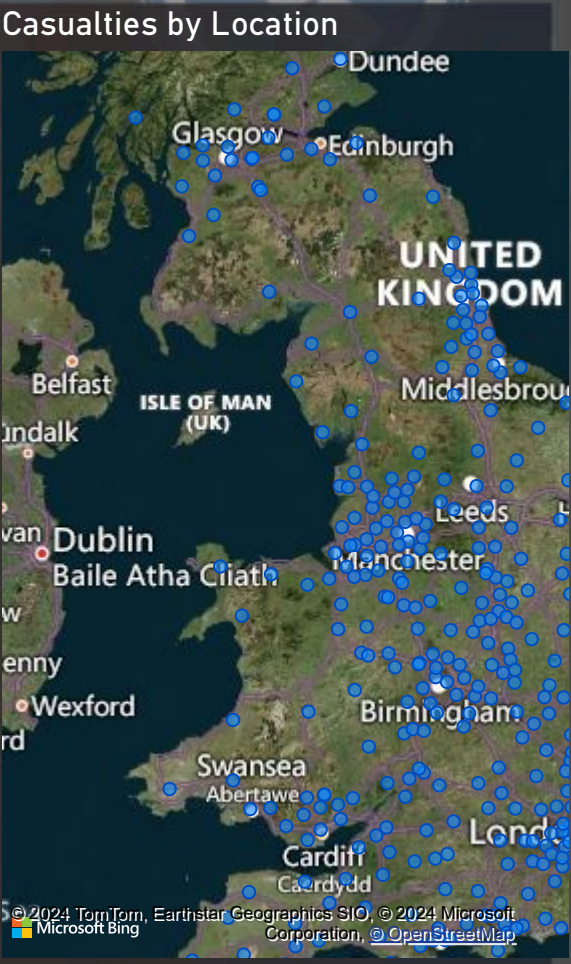 Casualties by Location
Dundee
Glasgow
Edinburgh
UNITED
KINGDOM
Belfast
ISLE OF MAN
(UK)
Middlesbrou
undalk
Leeds
H
van
Dublin
Manchester
Baile Atha Cliath
w
enny
Wexford
Birmingham
rd
Swansea
Abertawe
Lond
Cardiff
Caerdydd
© 2024 TomTom, Earthstar Geographics SIO, © 2024 Microsoft
Microsoft Bing
Corporation, © OpenStreetMap